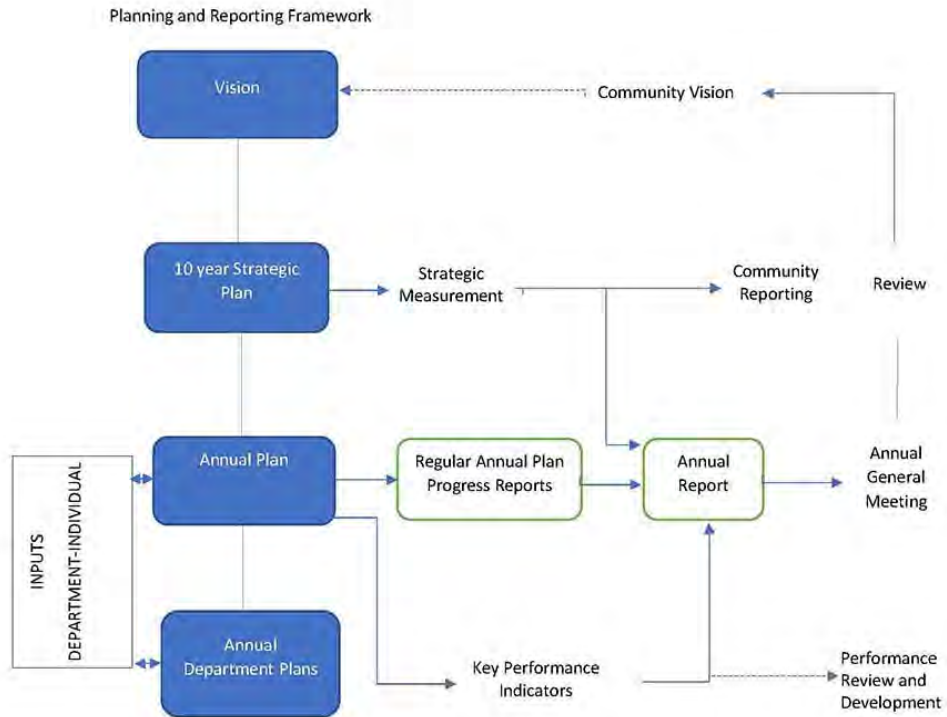 Planning and Reporting Framework
Vision
Community Vision
10 year Strategic
Plan
Strategic
Measurement
Community
Reporting
Review
Annual Plan
Regular Annual Plan
Progress Reports
Annual
Report
Annual
General
Meeting
INPUTS
DEPARTMENT-INDIVIDUAL
Annual
Department Plans
Key Performance
Indicators
Performance
Review and
Development